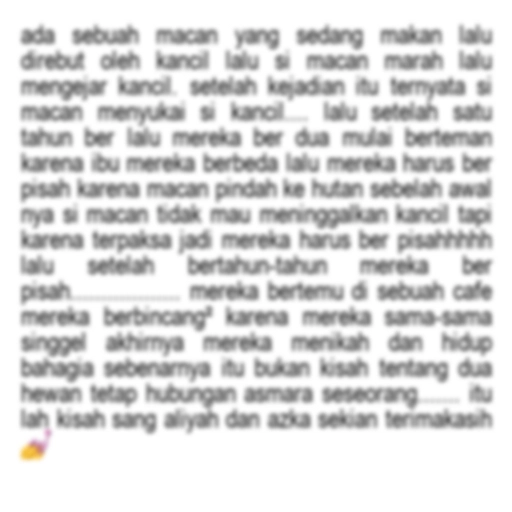 ada sebuah macan yang sedang makan lalu
direbut oleh kancil lalu si macan marah lalu
mengejar kancil. setelah kejadian itu ternyata si
macan menyukai si kancil.... lalu setelah satu
tahun ber lalu mereka ber dua mulai berteman
karena ibu mereka berbeda lalu mereka harus ber
pisah karena macan pindah ke hutan sebelah awal
nya si macan tidak mau meninggalkan kancil tapi
karena terpaksa jadi mereka harus ber pisahhhhh
lalu setelah bertahun-tahun mereka ber
pisah.................... mereka bertemu di sebuah cafe
mereka berbincang² karena mereka sama-sama
singgel akhirnya mereka menikah dan hidup
bahagia sebenarnya itu bukan kisah tentang dua
hewan tetap hubungan asmara seseorang........ itu
lah kisah sang aliyah dan azka sekian terimakasih
💅